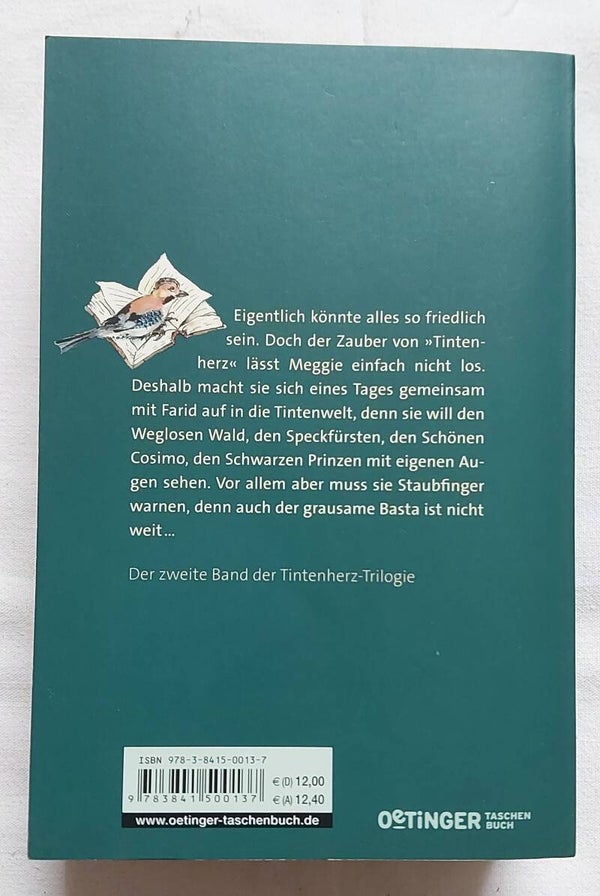 Eigentlich könnte alles so friedlich
sein. Doch der Zauber von »Tinten-
herz« lässt Meggie einfach nicht los.
Deshalb macht sie sich eines Tages gemeinsam
mit Farid auf in die Tintenwelt, denn sie will den
Weglosen Wald, den Speckfürsten, den Schönen
Cosimo, den Schwarzen Prinzen mit eigenen Au-
gen sehen. Vor allem aber muss sie Staubfinger
warnen, denn auch der grausame Basta ist nicht
weit...
Der zweite Band der Tintenherz-Trilogie
ISBN 978-3-8415-0013-7
€ (D) 12,00
€ (A) 12,40
9 783841 500137
www.oetinger-taschenbuch.de
OETINGER TASCHEN
BUCH